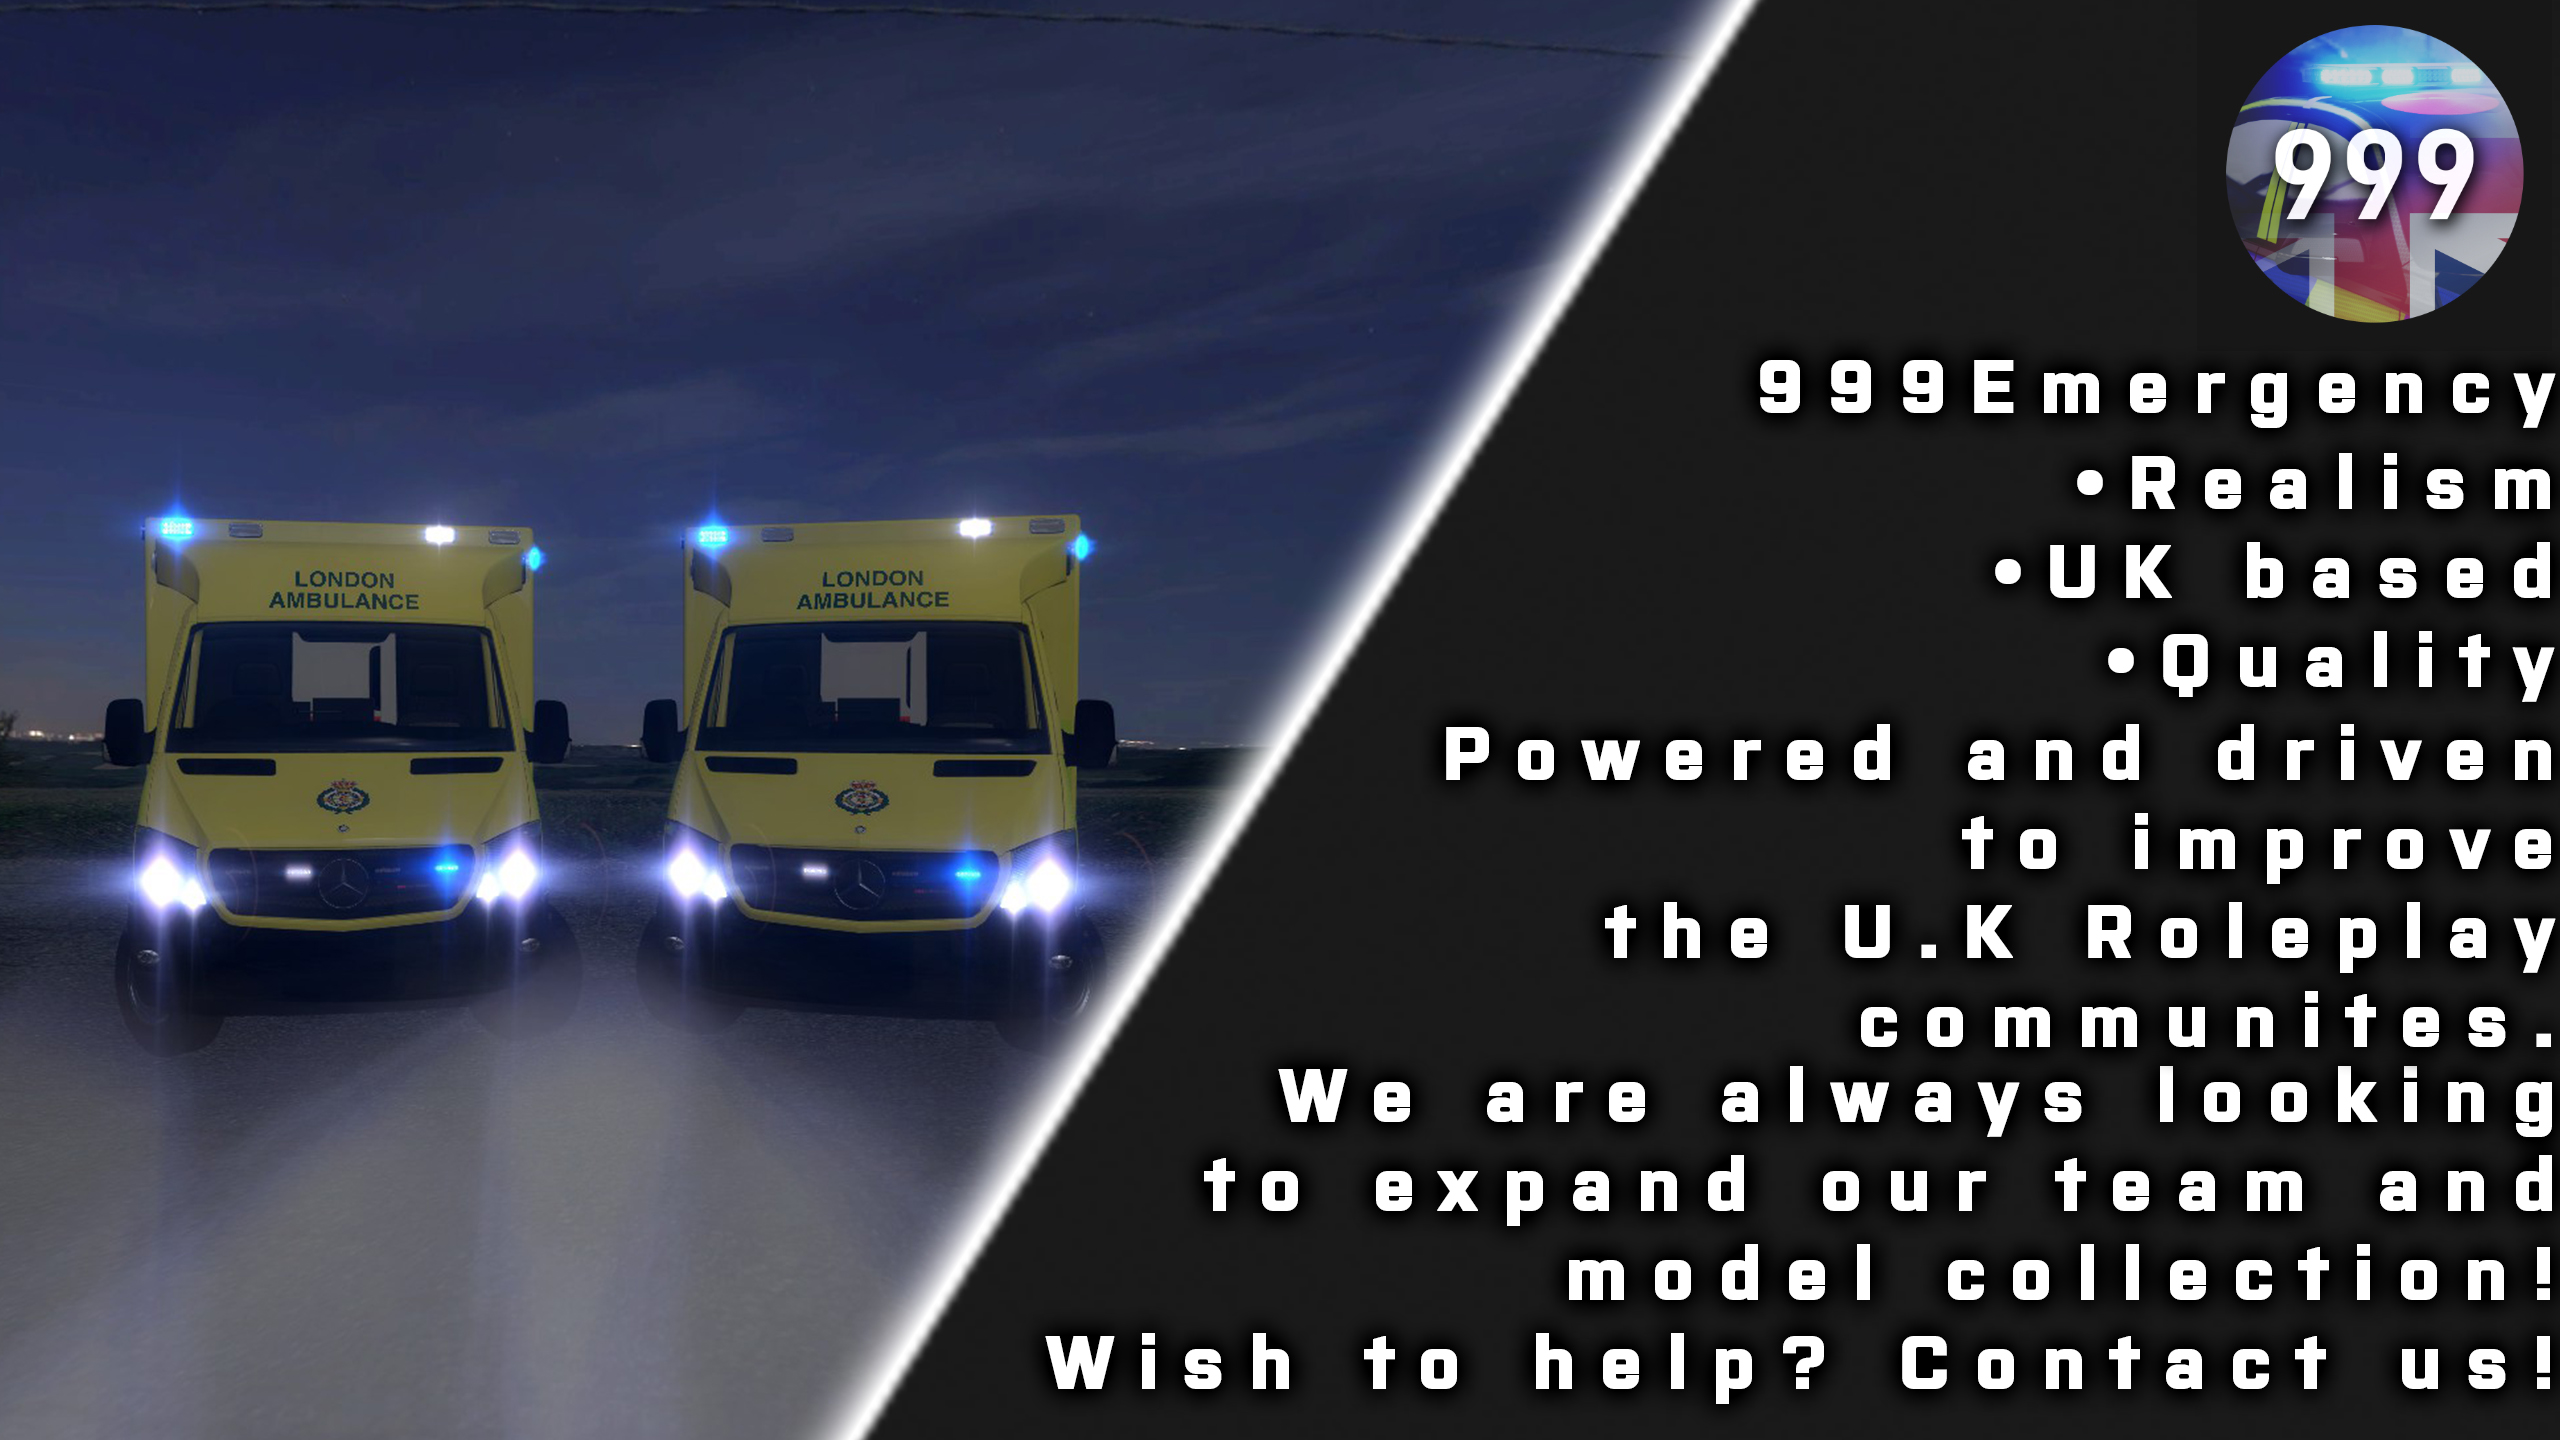 999
999Emergency
•Realism
•UK based
•Quality
Powered and driven
to improve
the U.K Roleplay
communites.
We are always looking
to expand our team and
model collection!
Wish to help? Contact us!
LONDON
AMBULANCE
LONDON
AMBULANCE